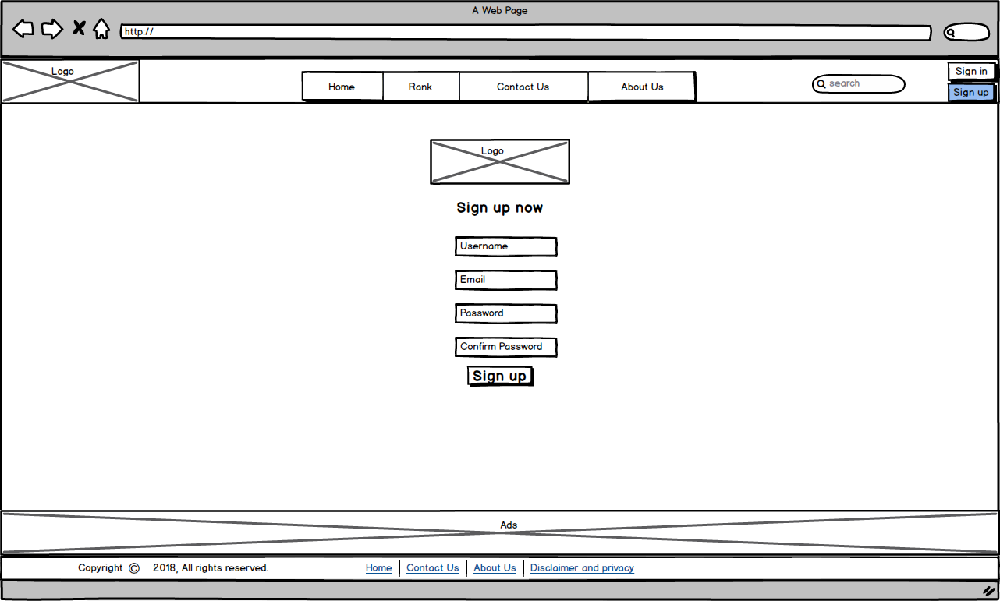 A Web Page
http://
Logo
Home Rank Contact Us About Us
search
Sign in
Sign up
Logo
Sign up now
Username
Email
Password
Confirm Password
Sign up
Ads
Copyright © 2018, All rights reserved. Home Contact Us About Us Disclaimer and privacy